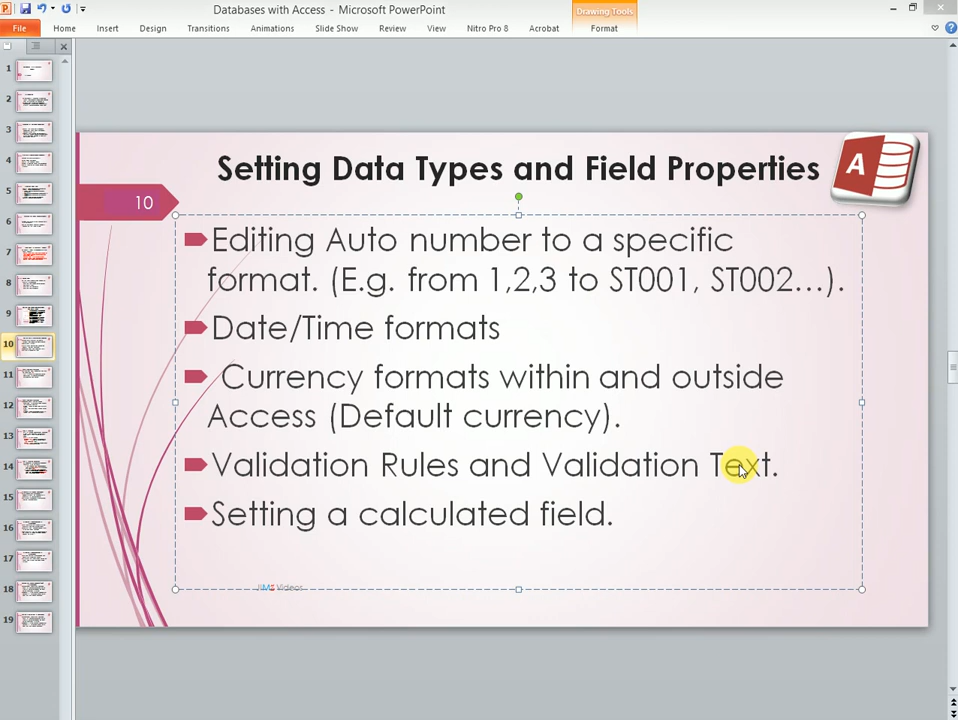 Databases with Access - Microsoft PowerPoint
Drawing Tools
File Home Insert Design Transitions Animations Slide Show Review View Nitro Pro 8 Acrobat Format
1
2
3
4
5
6
7
8
9
10
11
12
13
14
15
16
17
18
19
Setting Data Types and Field Properties
A
10
Editing Auto number to a specific
format. (E.g. from 1,2,3 to ST001, ST002...).
Date/Time formats
Currency formats within and outside
Access (Default currency).
Validation Rules and Validation Text.
Setting a calculated field.
Videos